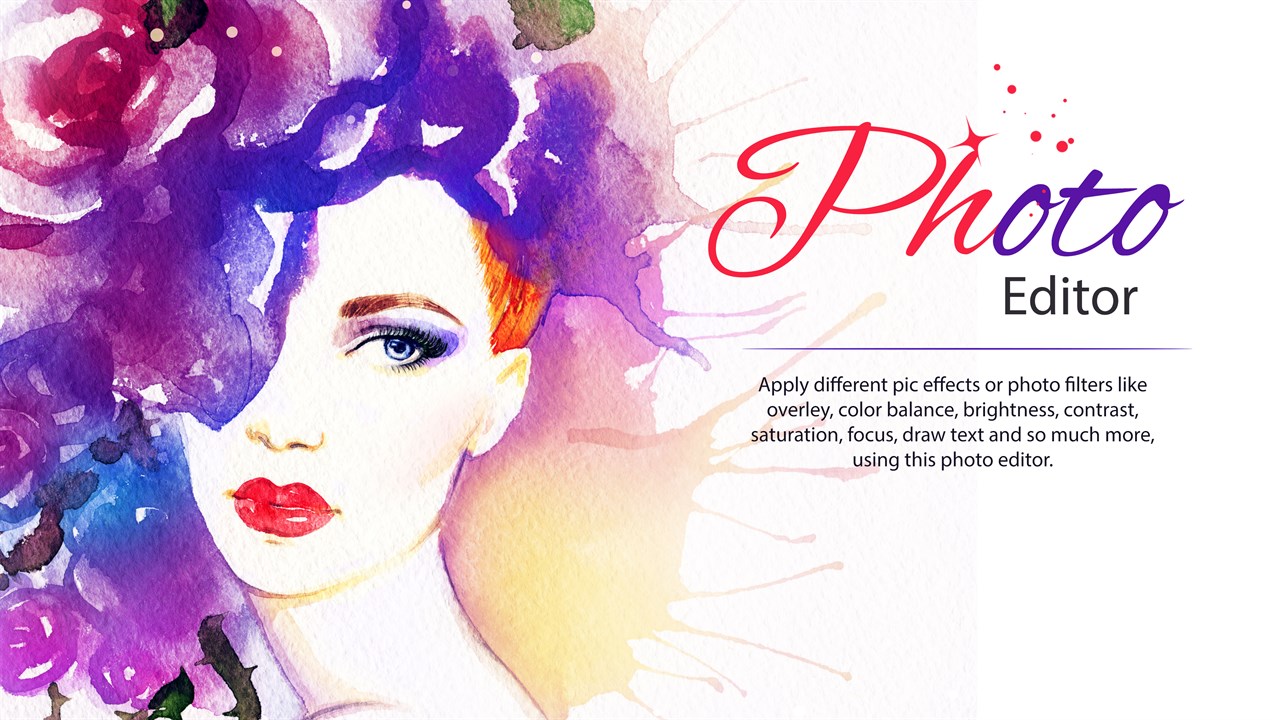 Photo
Editor
Apply different pic effects or photo filters like
overley, color balance, brightness, contrast,
saturation, focus, draw text and so much more,
using this photo editor.